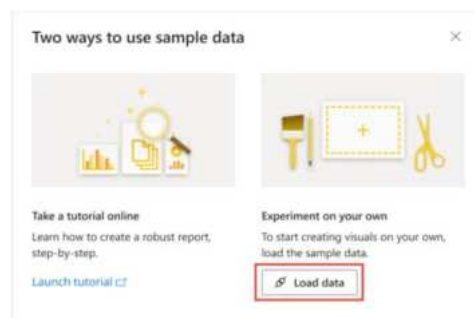 Two ways to use sample data
Take a tutorial online
Learn how to create a robust report,
step-by-step.
Launch tutorial
Experiment on your own
To start creating visuals on your own,
load the sample data.
Load data